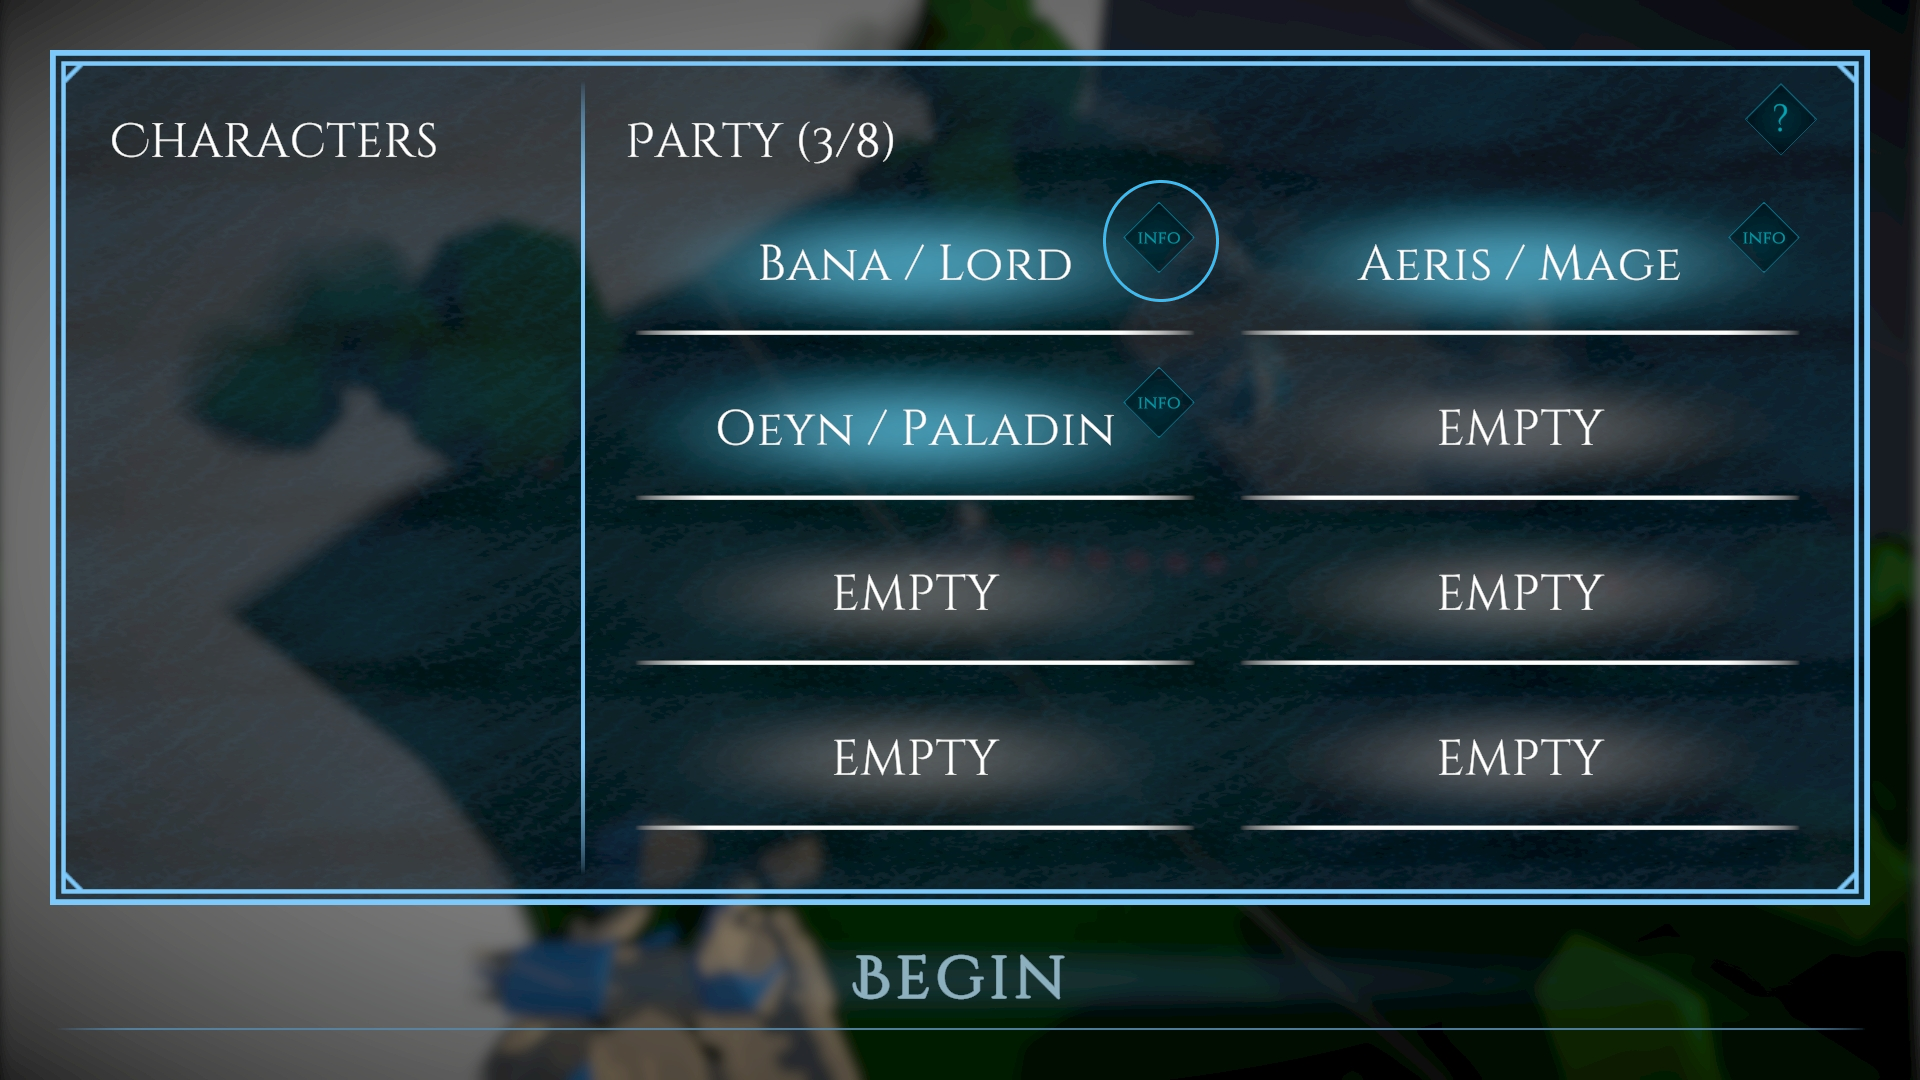 CHARACTERS
PARTY (3/8)
?
BANA / LORD
INFO
AERIS / MAGE
INFO
OEYN / PALADIN
INFO
EMPTY
EMPTY
EMPTY
EMPTY
EMPTY
BEGIN